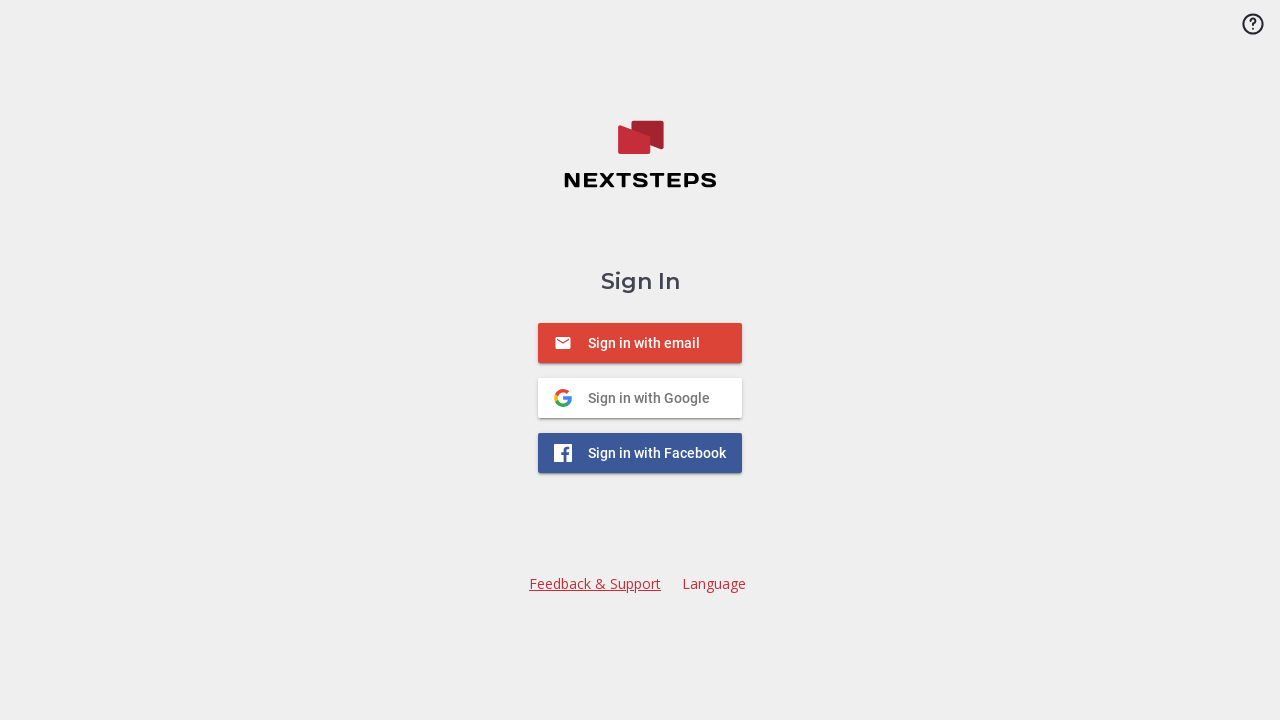 NEXTSTEPS
Sign In
Sign in with email
Sign in with Google
Sign in with Facebook
Feedback & Support Language